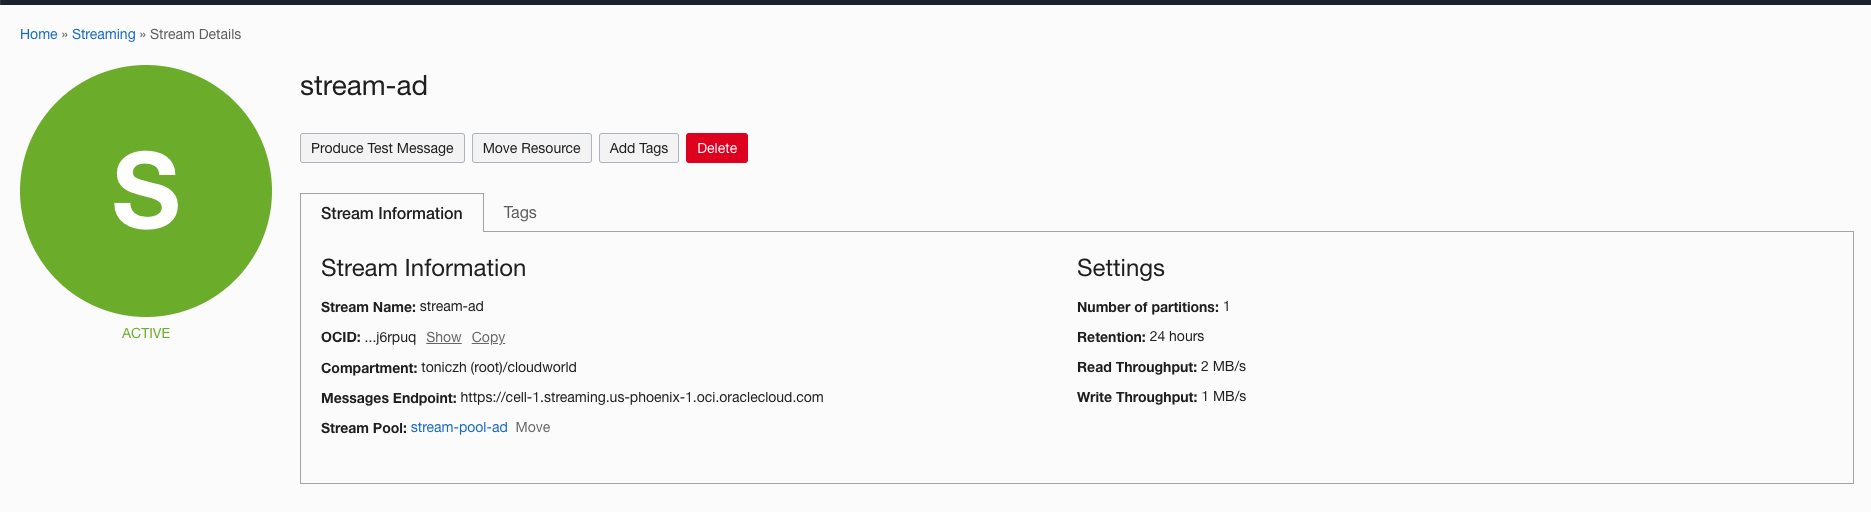 Home » Streaming » Stream Details
S
ACTIVE
stream-ad
Produce Test Message Move Resource Add Tags Delete
Stream Information Tags
Stream Information
Stream Name: stream-ad
OCID: ...j6rpuq Show Copy
Compartment: toniczh (root)/cloudworld
Messages Endpoint: https://cell-1.streaming.us-phoenix-1.oci.oraclecloud.com
Stream Pool: stream-pool-ad Move
Settings
Number of partitions: 1
Retention: 24 hours
Read Throughput: 2 MB/s
Write Throughput: 1 MB/s